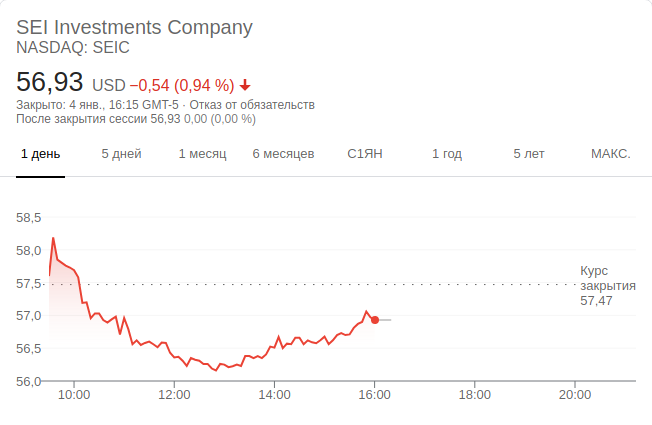 SEI Investments Company
NASDAQ: SEIC
56,93 USD −0,54 (0,94 %)
Закрыто: 4 янв., 16:15 GMT-5 · Отказ от обязательств
После закрытия сессии 56,93 0,00 (0,00 %)
1 день 5 дней 1 месяц 6 месяцев С1ЯН 1 год 5 лет МАКС.
58,5
58,0
57,5
57,0
56,5
56,0
Курс
закрытия
57,47
10:00 12:00 14:00 16:00 18:00 20:00